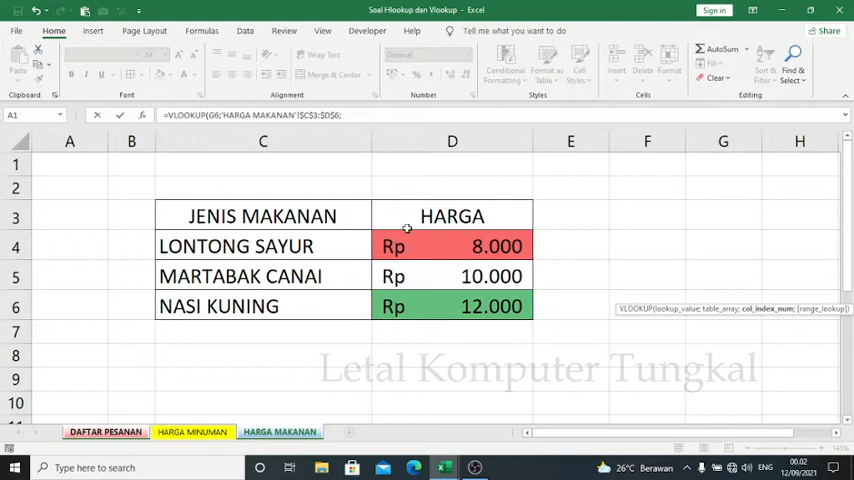 Soal Hlookup dan Vlookup - Excel
Sign in
File Home Insert Page Layout Formulas Data Review View Developer Help Tell me what you want to do Share
Paste
14
Wrap Text
Merge & Center
General
Conditional Formatting
Format as Table
Cell Styles
Insert Delete Format
AutoSum
Fill
Clear
Sort & Filter
Find & Select
Clipboard Font Alignment Number Styles Cells Editing
A1 =VLOOKUP(G6;'HARGA MAKANAN'!$C$3:$D$6;
A B C D E F G H
1
2
3 JENIS MAKANAN HARGA
4 LONTONG SAYUR Rp 8.000
5 MARTABAK CANAI Rp 10.000
6 NASI KUNING Rp 12.000
VLOOKUP(lookup_value; table_array; col_index_num; [range_lookup])
7
8
Letal Komputer Tungkal
9
10
11
DAFTAR PESANAN HARGA MINUMAN HARGA MAKANAN
145%
Type here to search
26°C Berawan
ENG
00.02
12/09/2021